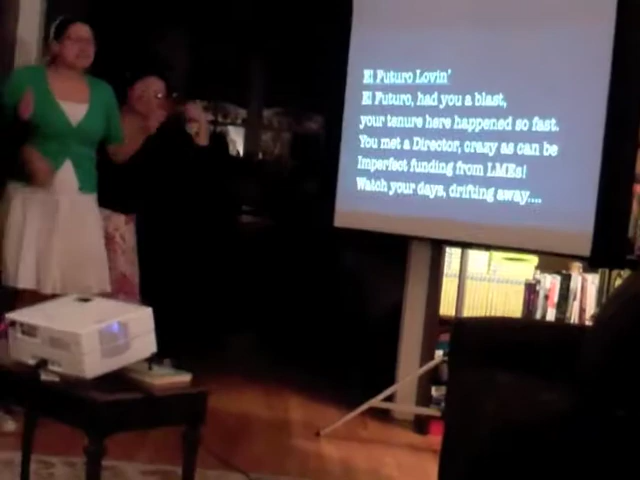 El Futuro Lovin'
El Futuro, had you a blast,
your tenure here happened so fast.
You met a Director, crazy as can be
Imperfect funding from LMEs!
Watch your days, drifting away....